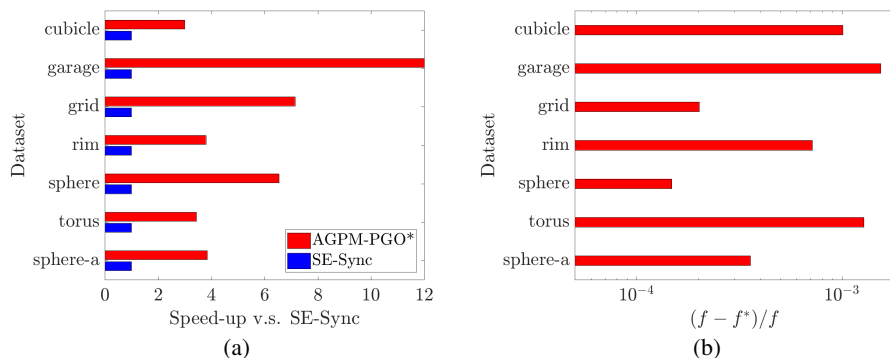 cubicle
garage
grid
rim
sphere
torus
sphere-a
Dataset
AGPM-PGO*
SE-Sync
0 2 4 6 8 10 12
Speed-up v.s. SE-Sync
(a)
cubicle
garage
grid
rim
sphere
torus
sphere-a
Dataset
10⁻⁴ 10⁻³
(f − f*)/f
(b)